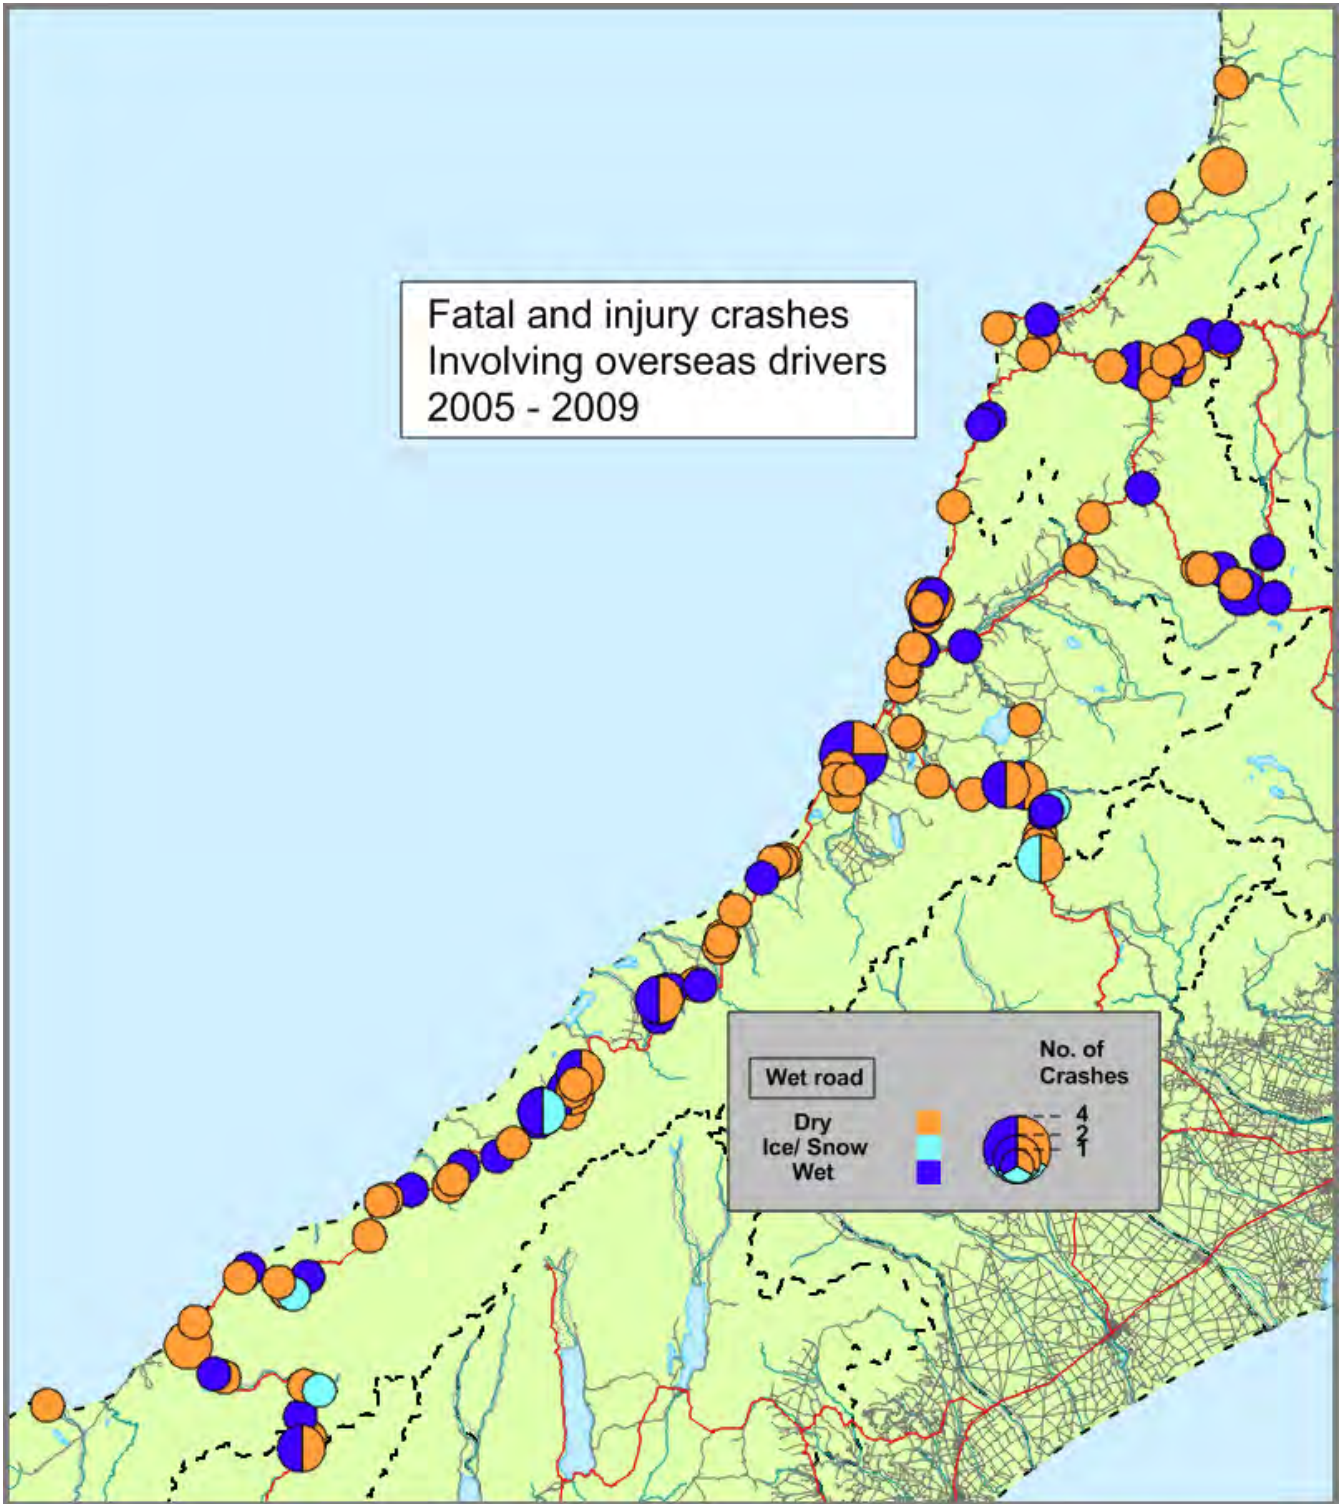 Fatal and injury crashes
Involving overseas drivers
2005 - 2009
No. of
Crashes
Wet road
Dry
Ice/ Snow
Wet
4
2
1